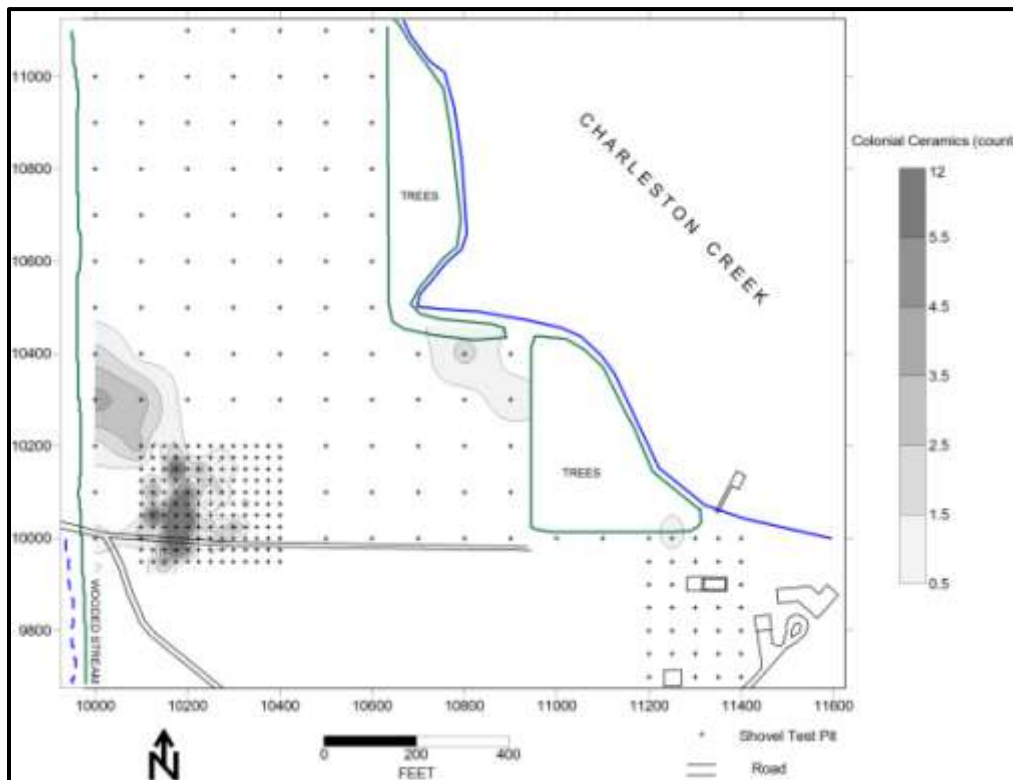 11000
10800
10600
10400
10200
10000
9800
10000
10200
10400
10600
10800
11000
11200
11400
11600
TREES
TREES
CHARLESTON CREEK
WOODED STREAM
Colonial Ceramics (count
12
5.5
4.5
3.5
2.5
1.5
0.5
N
0
200
400
FEET
+ Shovel Test Pit
Road